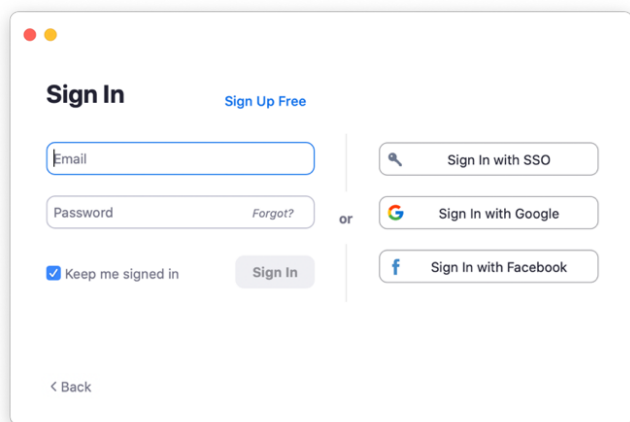 Sign In
Sign Up Free
Email
Password
Forgot?
Keep me signed in
Sign In
or
Sign In with SSO
Sign In with Google
Sign In with Facebook
< Back